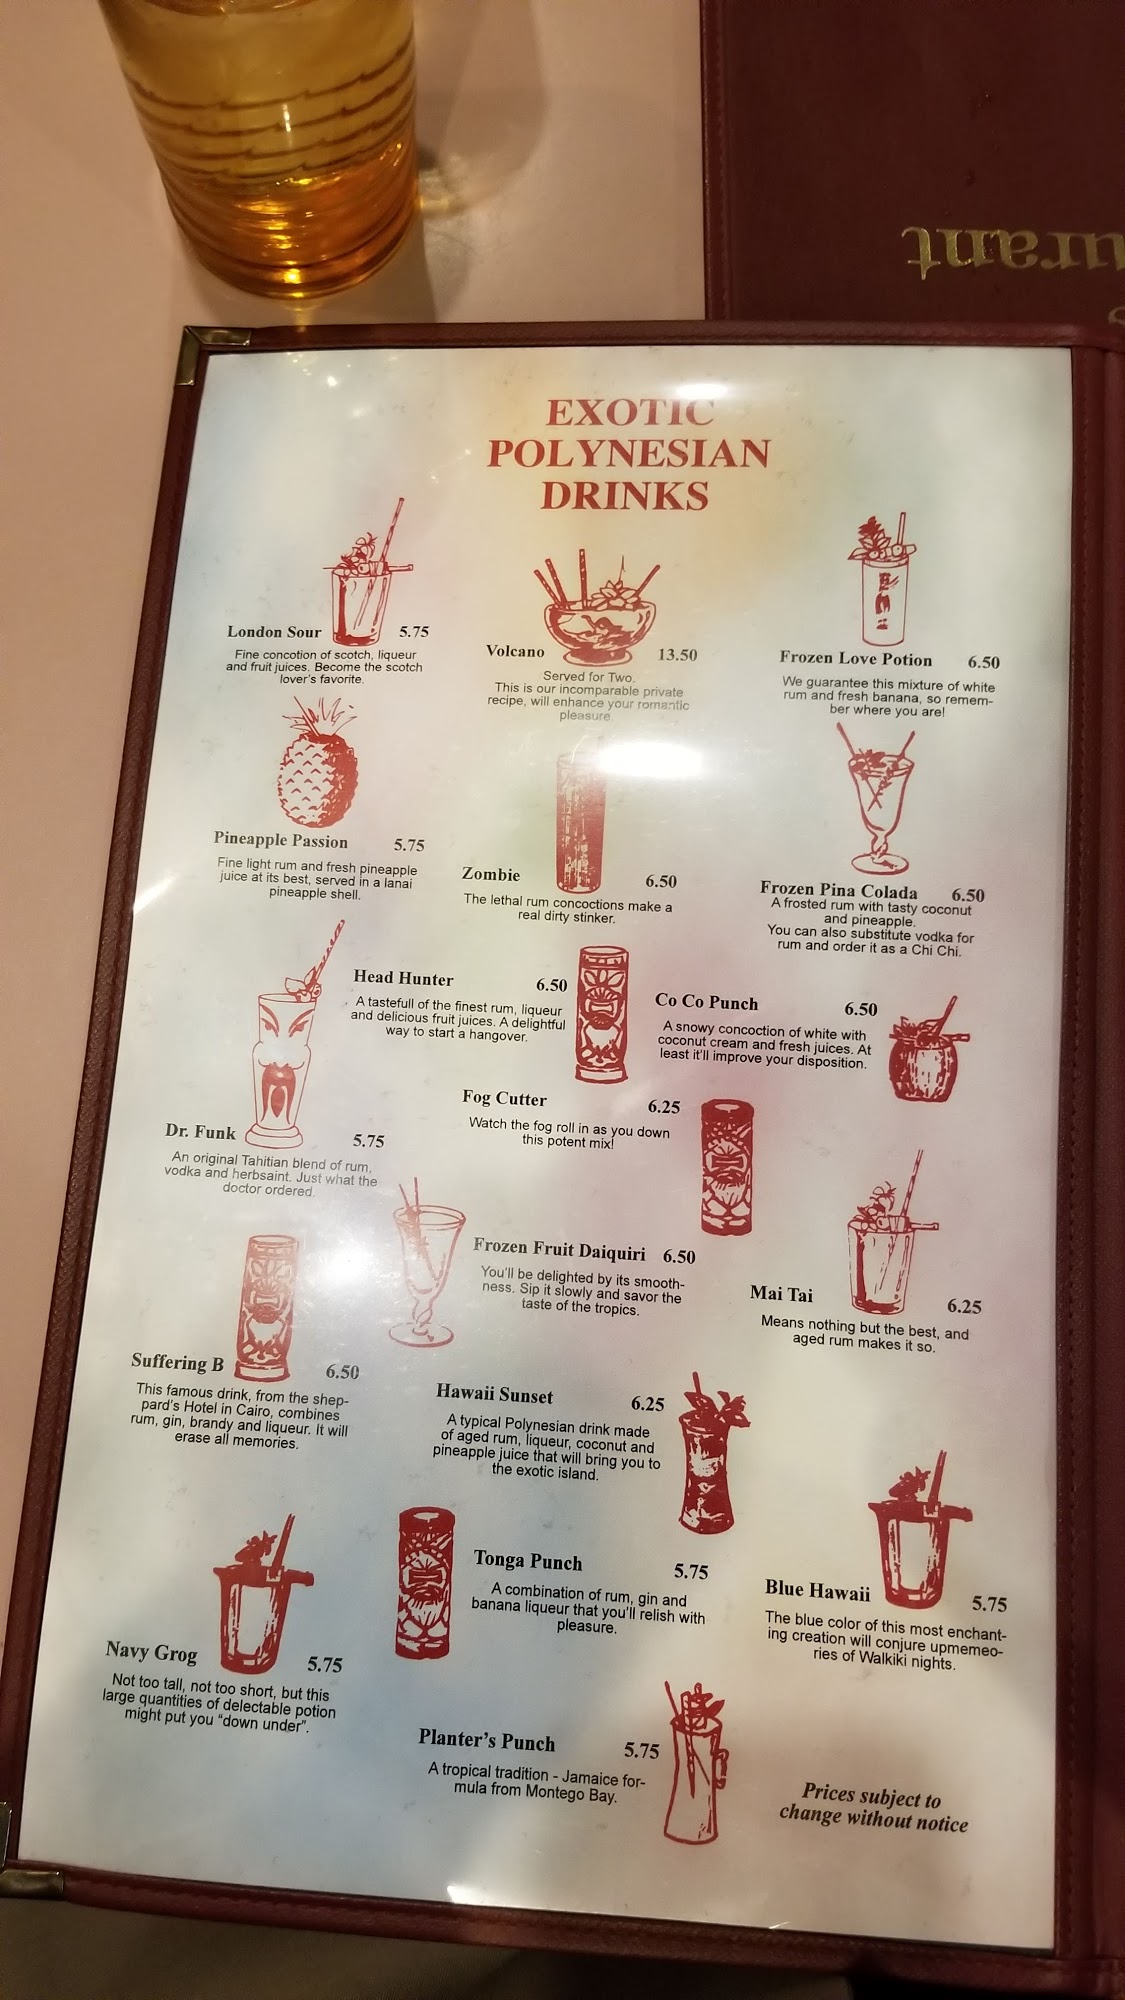 urant
EXOTIC
POLYNESIAN
DRINKS
London Sour 5.75
Fine concotion of scotch, liqueur
and fruit juices. Become the scotch
lover's favorite.
Volcano 13.50
Served for Two.
This is our incomparable private
recipe, will enhance your romantic
pleasure.
Frozen Love Potion 6.50
We guarantee this mixture of white
rum and fresh banana, so remem-
ber where you are!
Pineapple Passion 5.75
Fine light rum and fresh pineapple
juice at its best, served in a lanai
pineapple shell.
Zombie 6.50
The lethal rum concoctions make a
real dirty stinker.
Frozen Pina Colada 6.50
A frosted rum with tasty coconut
and pineapple.
You can also substitute vodka for
rum and order it as a Chi Chi.
Head Hunter 6.50
A tastefull of the finest rum, liqueur
and delicious fruit juices. A delightful
way to start a hangover.
Co Co Punch 6.50
A snowy concoction of white with
coconut cream and fresh juices. At
least it'll improve your disposition.
Fog Cutter 6.25
Watch the fog roll in as you down
this potent mix!
Dr. Funk 5.75
An original Tahitian blend of rum,
vodka and herbsaint. Just what the
doctor ordered.
Frozen Fruit Daiquiri 6.50
You'll be delighted by its smooth-
ness. Sip it slowly and savor the
taste of the tropics.
Mai Tai 6.25
Means nothing but the best, and
aged rum makes it so.
Suffering B 6.50
This famous drink, from the shep-
pard's Hotel in Cairo, combines
rum, gin, brandy and liqueur. It will
erase all memories.
Hawaii Sunset 6.25
A typical Polynesian drink made
of aged rum, liqueur, coconut and
pineapple juice that will bring you to
the exotic island.
Tonga Punch 5.75
A combination of rum, gin and
banana liqueur that you'll relish with
pleasure.
Blue Hawaii 5.75
The blue color of this most enchant-
ing creation will conjure upmemeo-
ries of Walkiki nights.
Navy Grog 5.75
Not too tall, not too short, but this
large quantities of delectable potion
might put you "down under".
Planter's Punch 5.75
A tropical tradition - Jamaice for-
mula from Montego Bay.
Prices subject to
change without notice